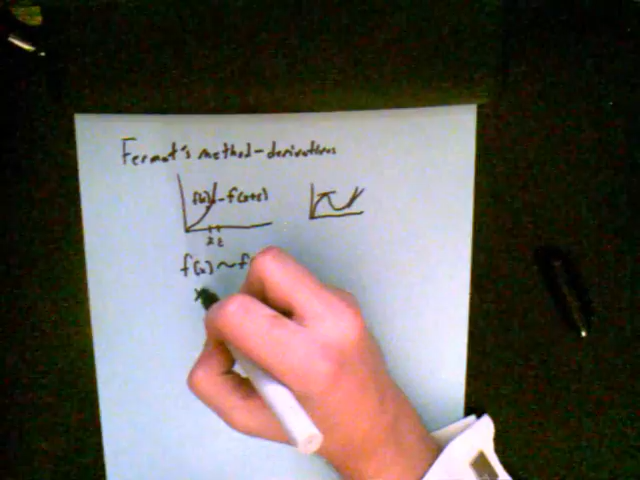 Fermat's method-derivatives
f(x) - f(x+ε)
x ε
f(x) ~ f
x